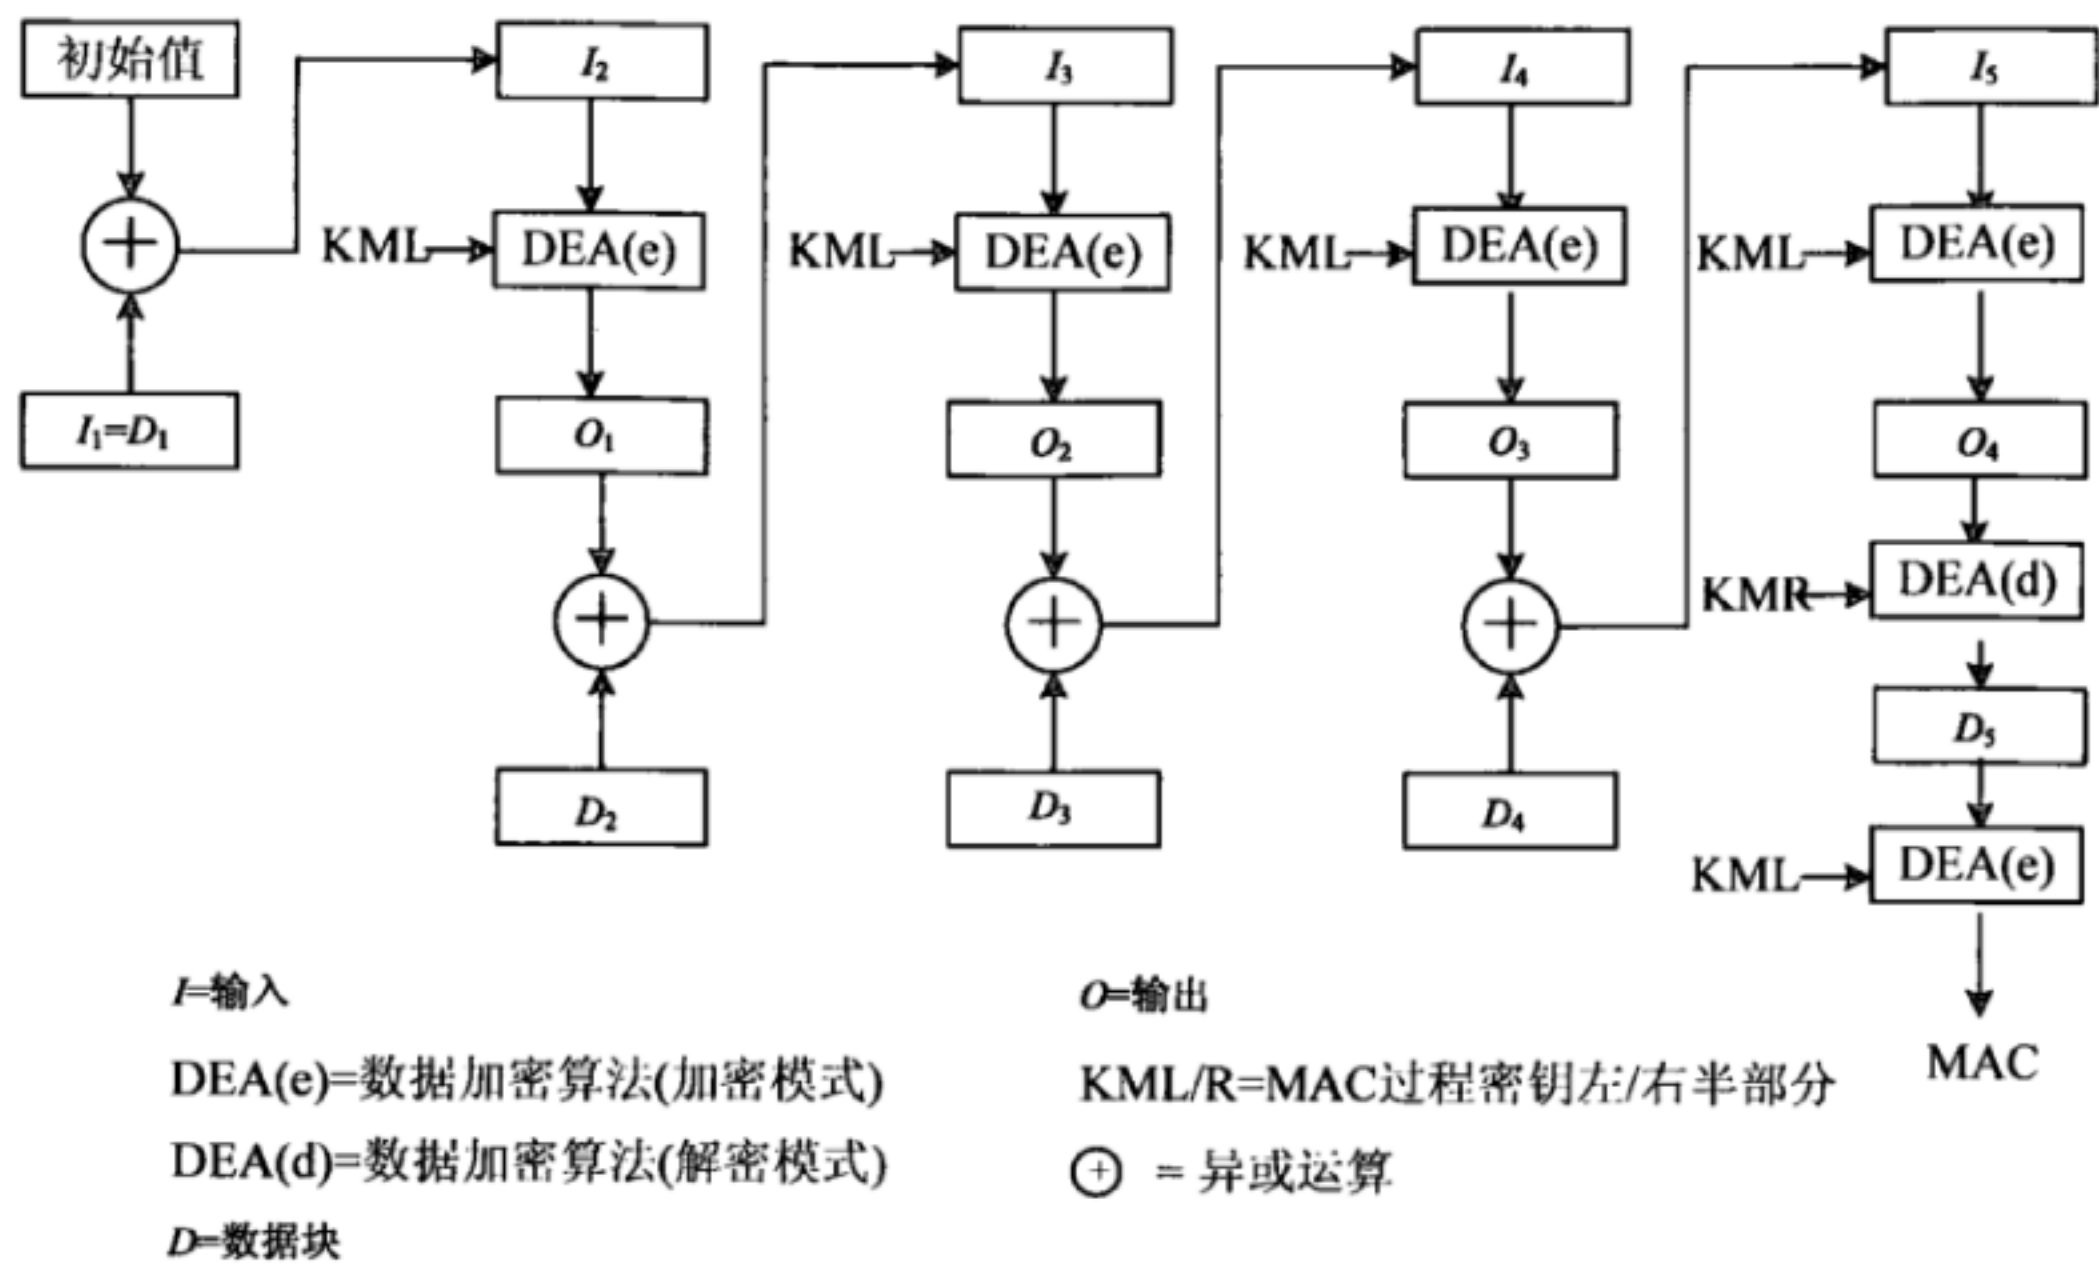 初始值 I₂ I₃ I₄ I₅
KML DEA(e) KML DEA(e) KML DEA(e) KML DEA(e)
I₁=D₁ O₁ O₂ O₃ O₄
KMR DEA(d)
D₅
D₂ D₃ D₄
KML DEA(e)
I=输入 O=输出
MAC
DEA(e)=数据加密算法(加密模式) KML/R=MAC过程密钥左/右半部分
DEA(d)=数据加密算法(解密模式) ⊕ = 异或运算
D=数据块